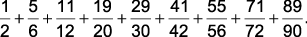 1/2 + 5/6 + 11/12 + 19/20 + 29/30 + 41/42 + 55/56 + 71/72 + 89/90.